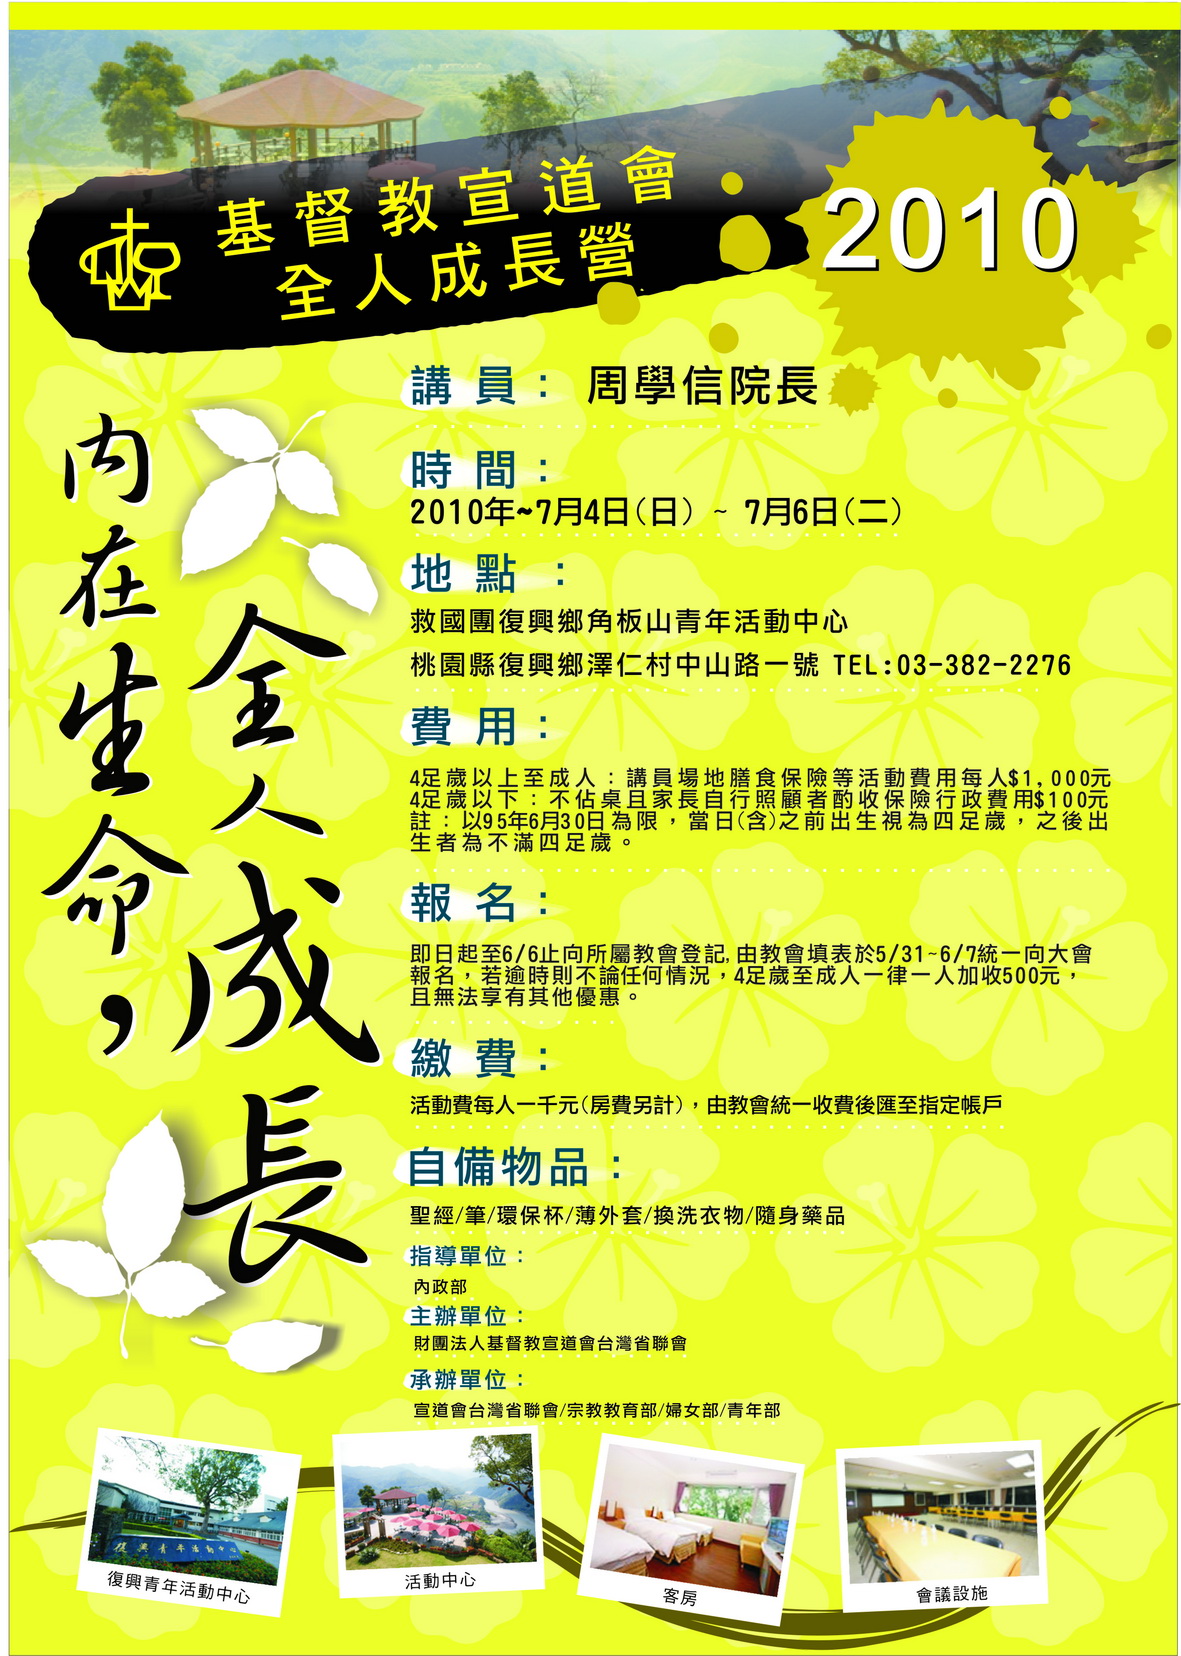 基督教宣道會
全人成長營
2010
內在生命，
全人成長
講員： 周學信院長
時間：
2010年~7月4日(日) ~ 7月6日(二)
地點：
救國團復興鄉角板山青年活動中心
桃園縣復興鄉澤仁村中山路一號 TEL:03-382-2276
費用：
4足歲以上至成人：講員場地膳食保險等活動費用每人$1,000元
4足歲以下：不佔桌且家長自行照顧者酌收保險行政費用$100元
註：以95年6月30日為限，當日(含)之前出生視為四足歲，之後出
生者為不滿四足歲。
報名：
即日起至6/6止向所屬教會登記,由教會填表於5/31~6/7統一向大會
報名，若逾時則不論任何情況，4足歲至成人一律一人加收500元，
且無法享有其他優惠。
繳費：
活動費每人一千元(房費另計)，由教會統一收費後匯至指定帳戶
自備物品：
聖經/筆/環保杯/薄外套/換洗衣物/隨身藥品
指導單位：
內政部
主辦單位：
財團法人基督教宣道會台灣省聯會
承辦單位：
宣道會台灣省聯會/宗教教育部/婦女部/青年部
復興青年活動中心
復興青年活動中心
活動中心
客房
會議設施